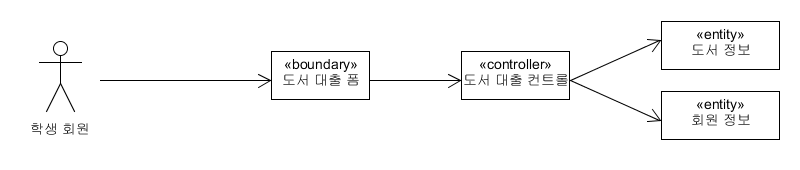 학생 회원
«boundary»
도서 대출 폼
«controller»
도서 대출 컨트롤
«entity»
도서 정보
«entity»
회원 정보